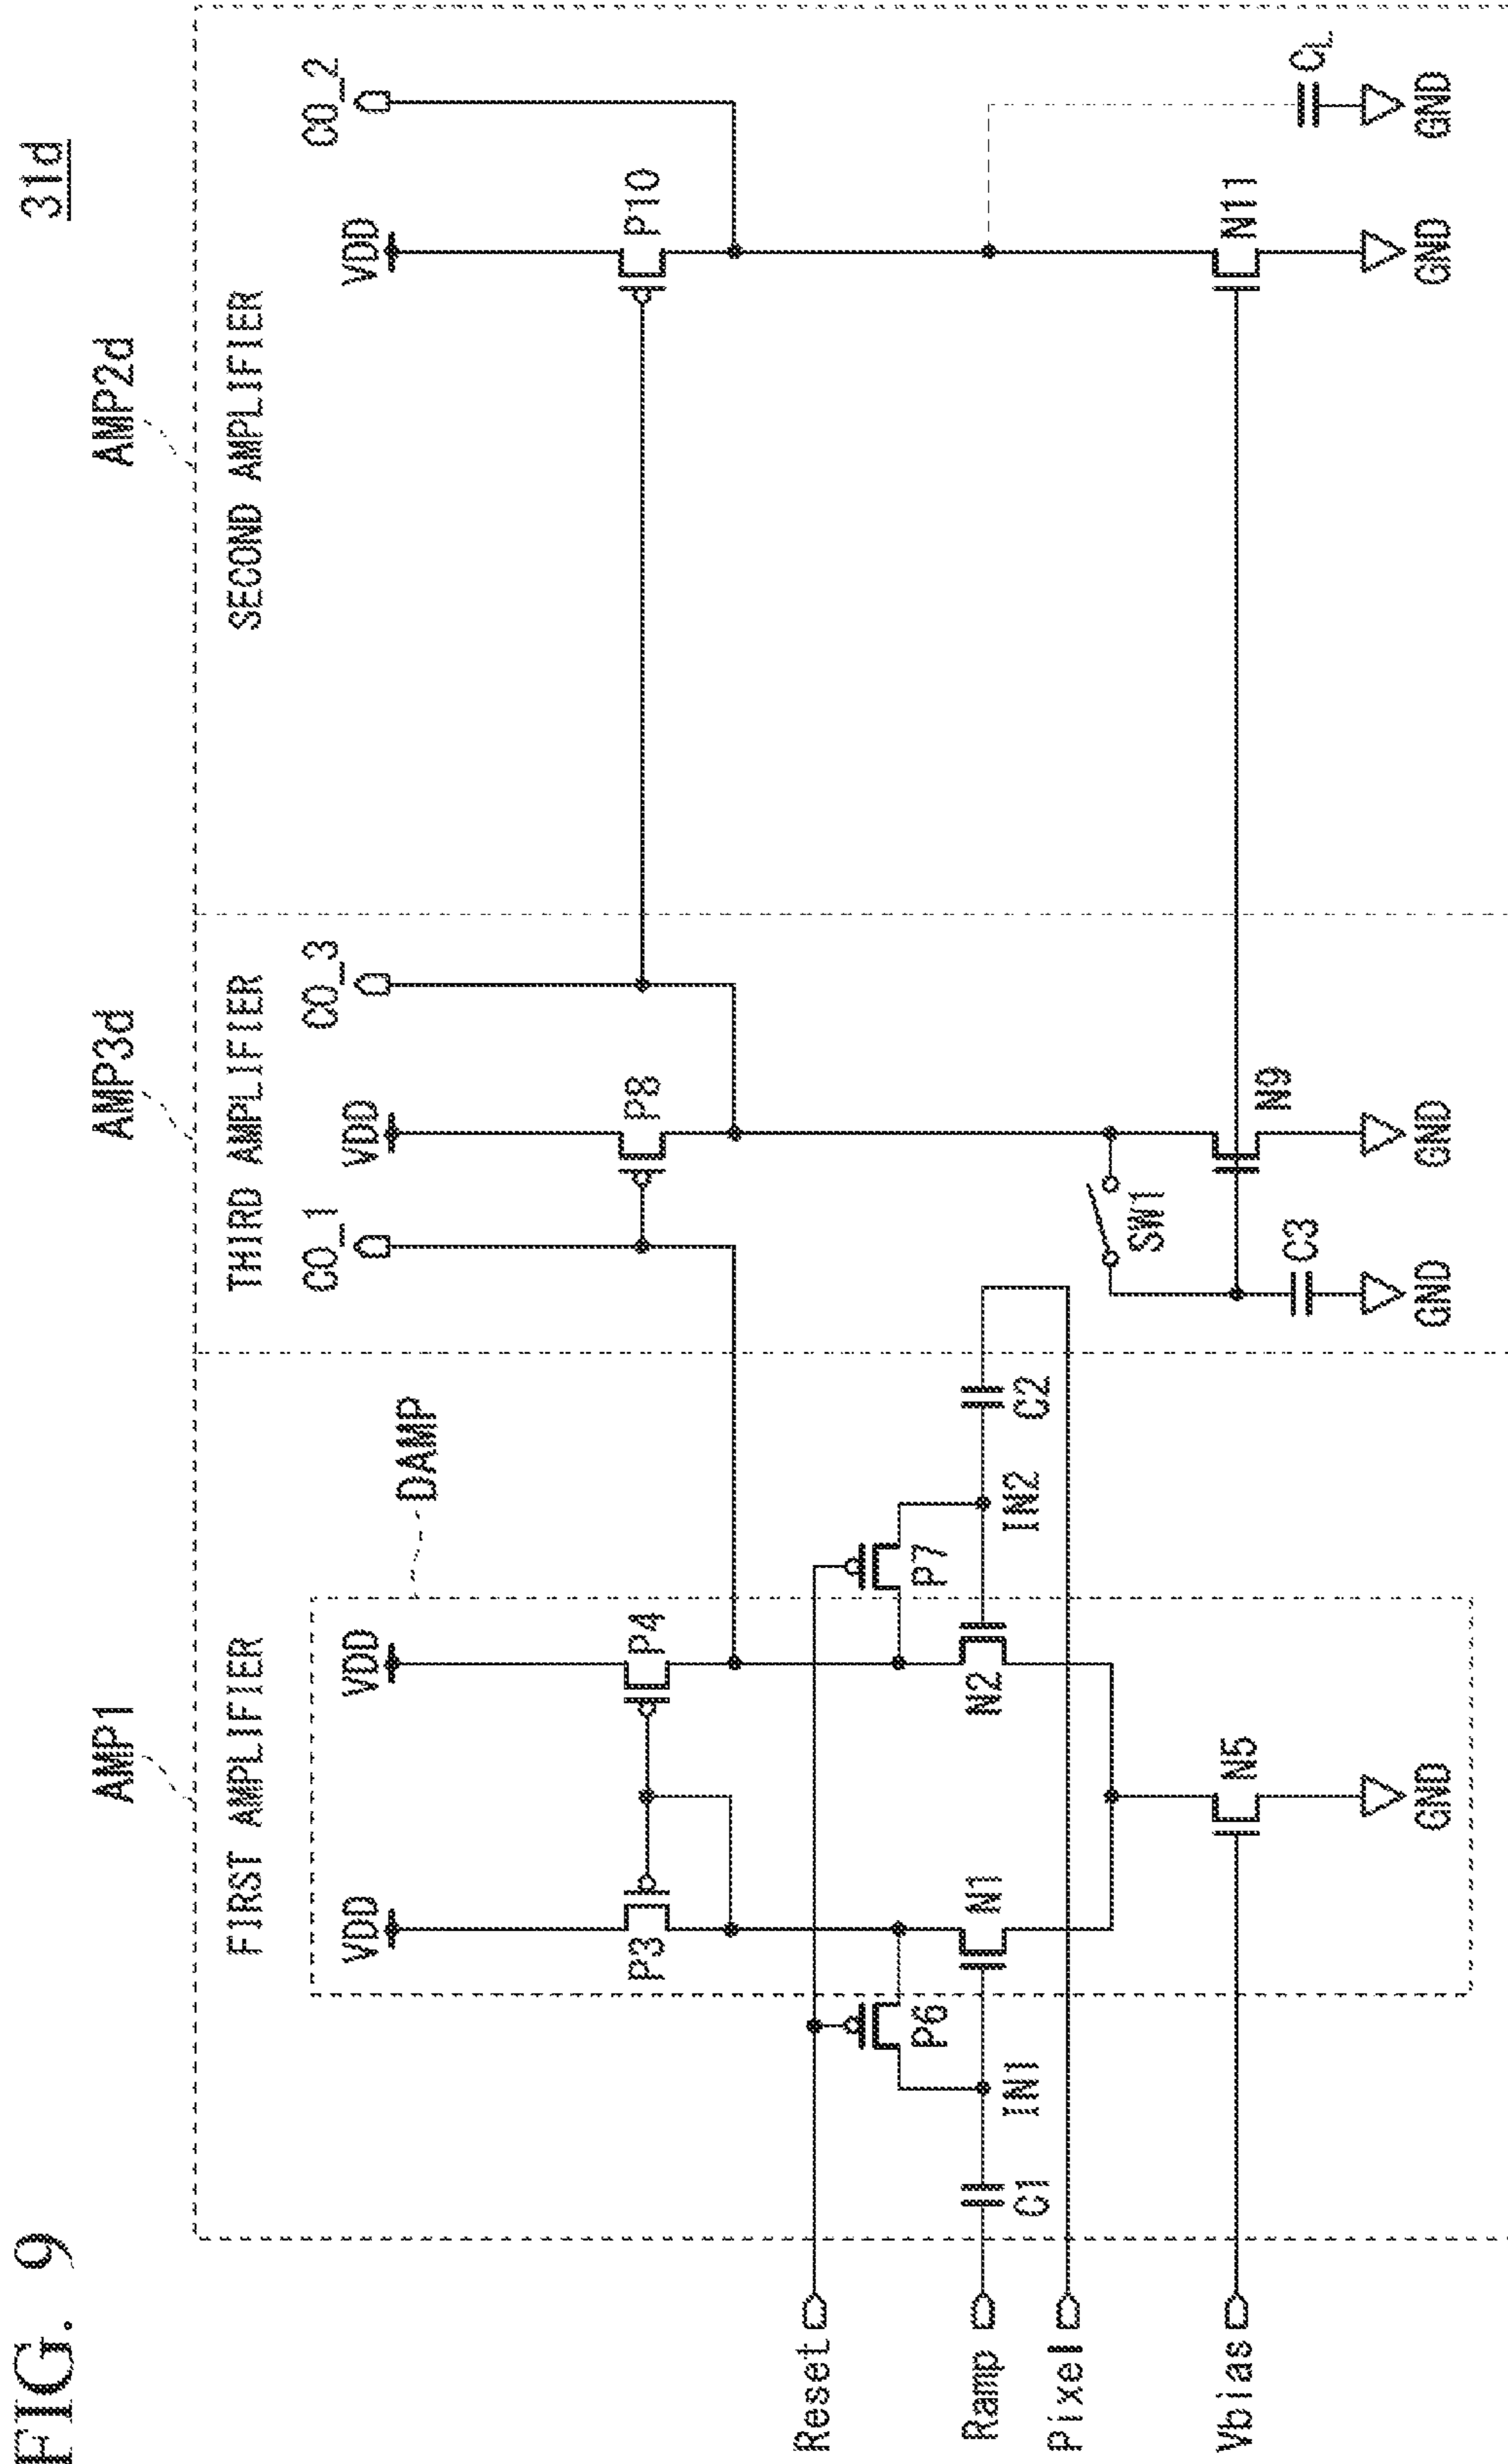 FIG. 9
31d
AMP1
AMP3d
AMP2d
FIRST AMPLIFIER
THIRD AMPLIFIER
SECOND AMPLIFIER
DAMP
CO_1
CO_3
CO_2
VDD
VDD
VDD
VDD
P3
P4
P8
P10
Reset
P6
P7
Ramp
C1
IN1
N1
N2
IN2
C2
Pixel
SW1
Vbias
N5
C3
N9
N11
CL
GND
GND
GND
GND
GND